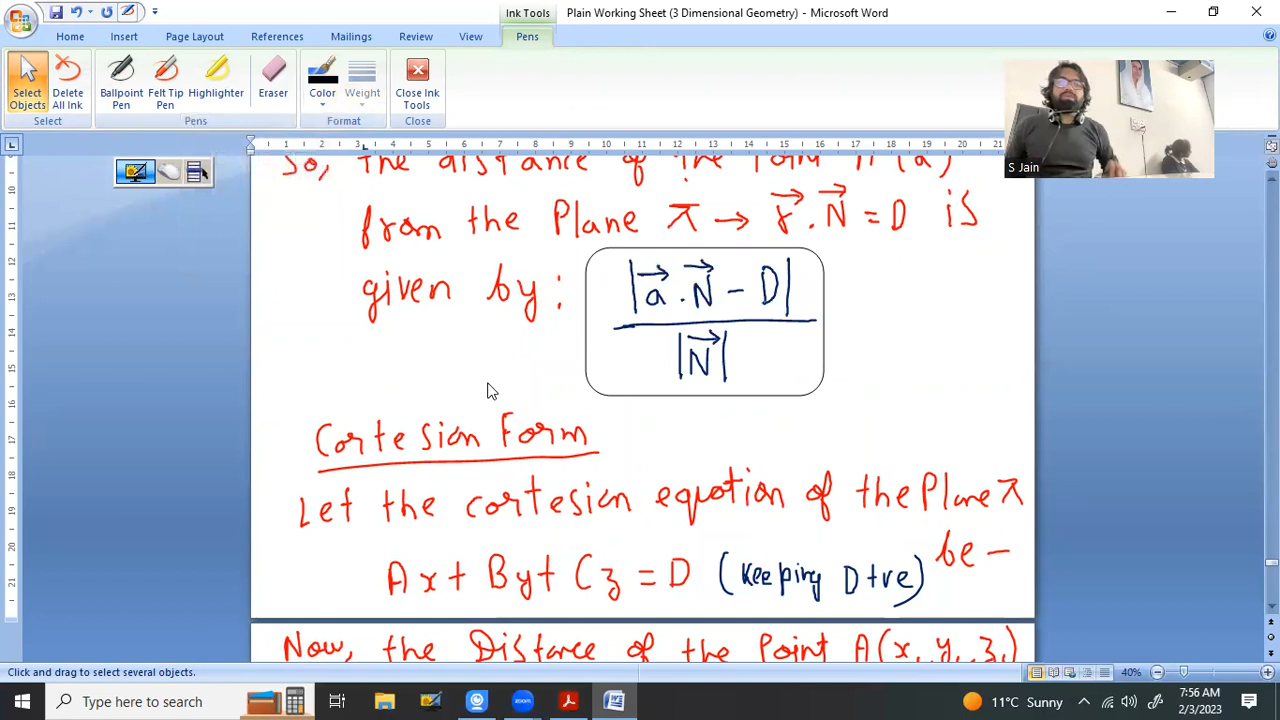 Ink Tools
Plain Working Sheet (3 Dimensional Geometry) - Microsoft Word
Home Insert Page Layout References Mailings Review View Pens
Select Objects
Delete All Ink
Ballpoint Pen
Felt Tip Pen
Highlighter
Eraser
Color
Weight
Close Ink Tools
Select Pens Format Close
S Jain
So, the distance of the Point A (a)
from the Plane π → r⃗ . N⃗ = D is
given by: |a⃗ . N⃗ - D|
|N⃗|
Cortesion Form
Let the cortesion equation of the Plane π
be -
Ax + By + Cz = D (Keeping D +ve)
Now, the Distance of the Point A(x, y, z,)
Click and drag to select several objects.
40%
Type here to search
11°C Sunny
7:56 AM
2/3/2023